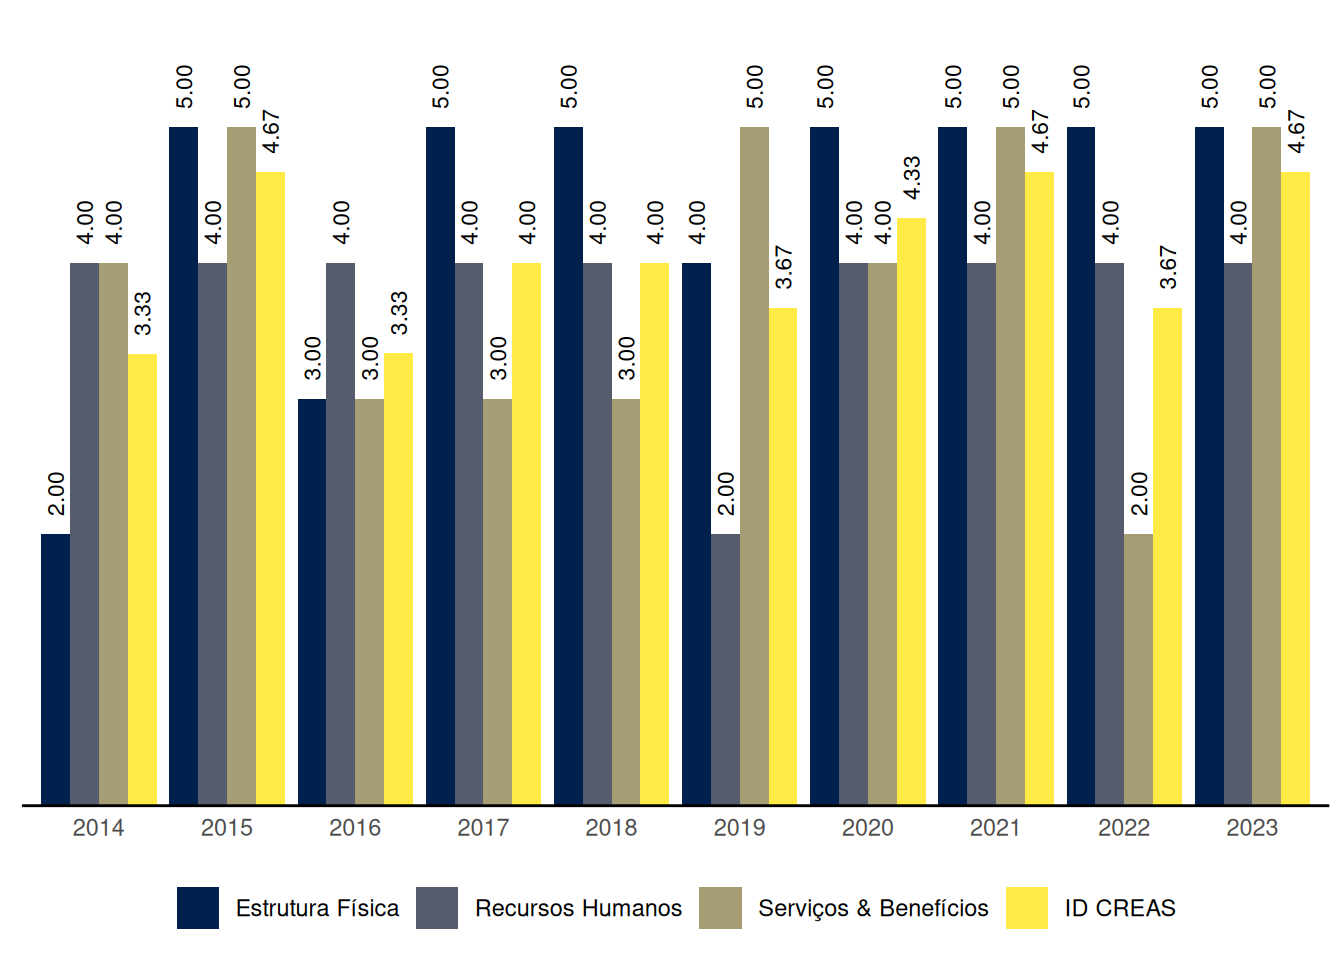 5.00 5.00 5.00 5.00 5.00 5.00 5.00 5.00 5.00 5.00 5.00
4.67 4.67 4.67
4.33
4.00 4.00 4.00 4.00 4.00 4.00 4.00 4.00 4.00 4.00 4.00 4.00 4.00 4.00
3.67 3.67
3.33 3.33
3.00 3.00 3.00 3.00
2.00 2.00 2.00
2014 2015 2016 2017 2018 2019 2020 2021 2022 2023
Estrutura Física Recursos Humanos Serviços & Benefícios ID CREAS